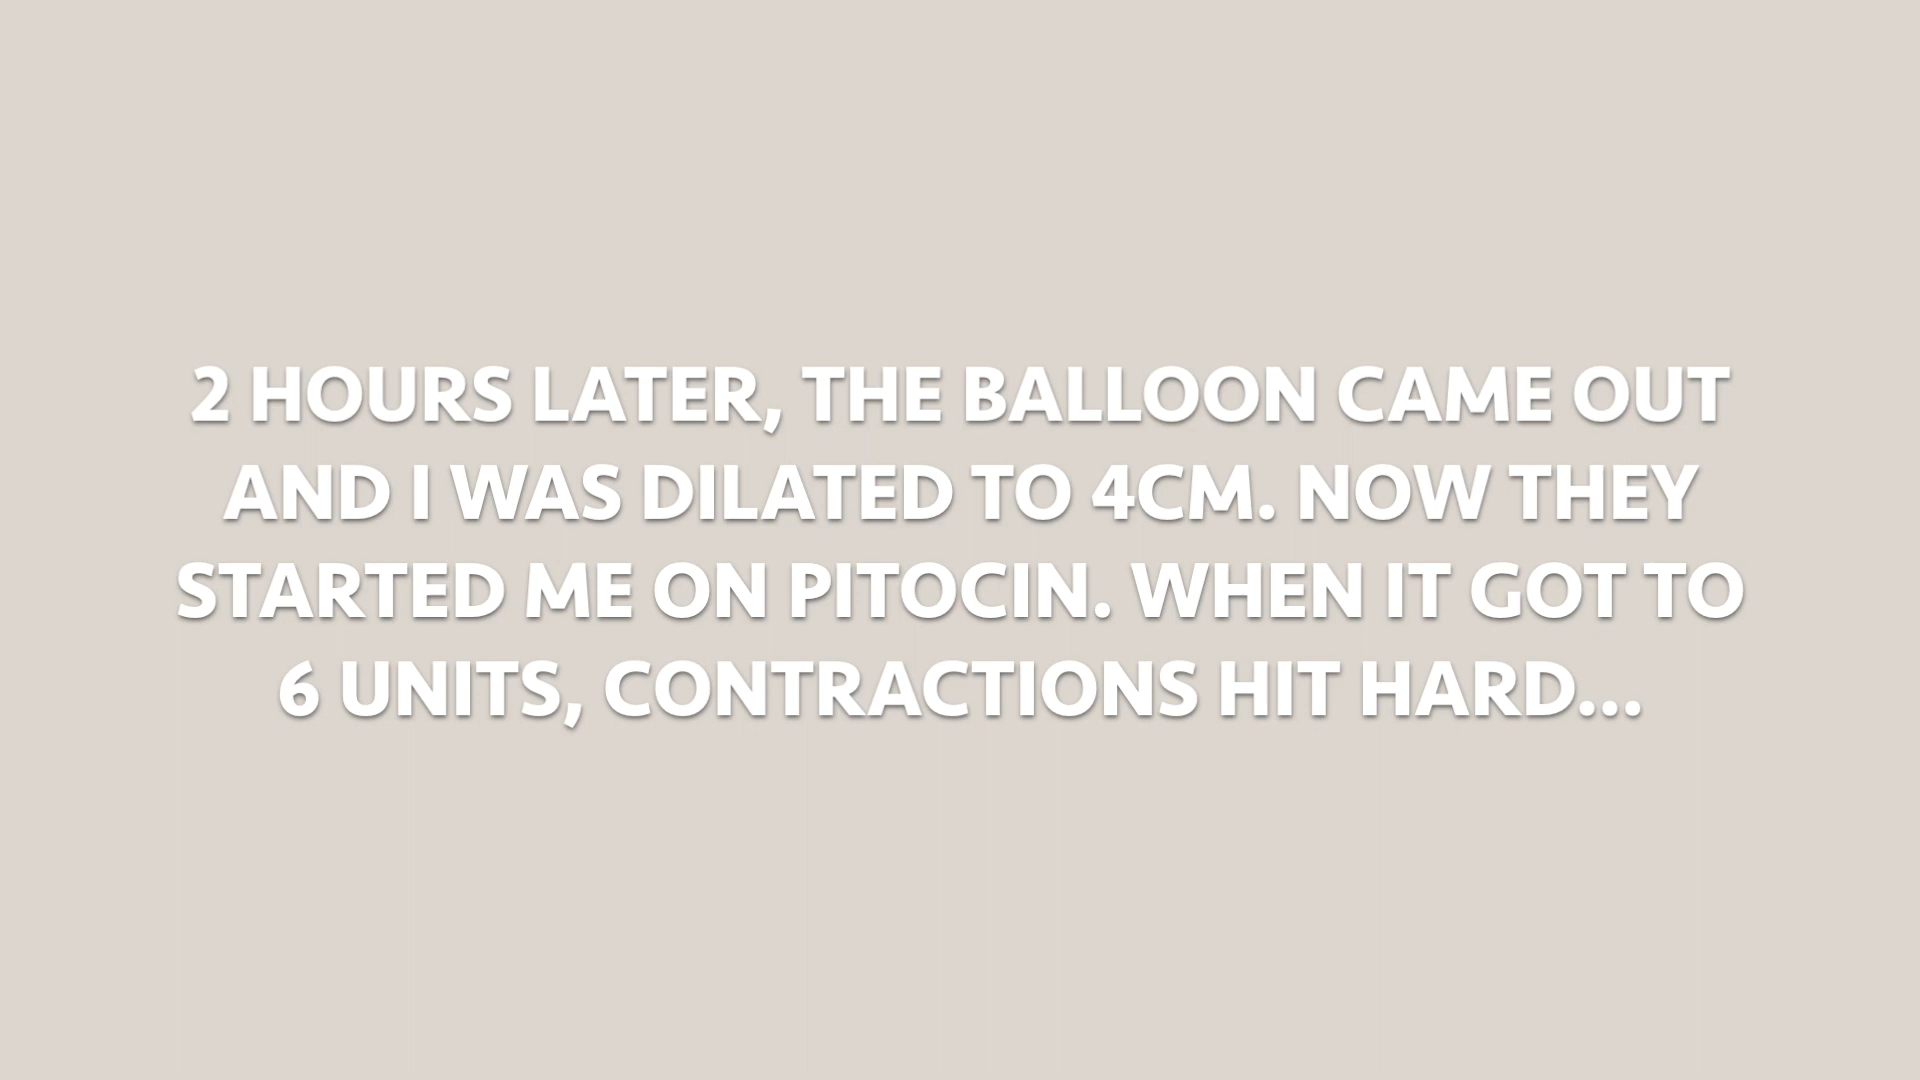 2 HOURS LATER, THE BALLOON CAME OUT
AND I WAS DILATED TO 4CM. NOW THEY
STARTED ME ON PITOCIN. WHEN IT GOT TO
6 UNITS, CONTRACTIONS HIT HARD...